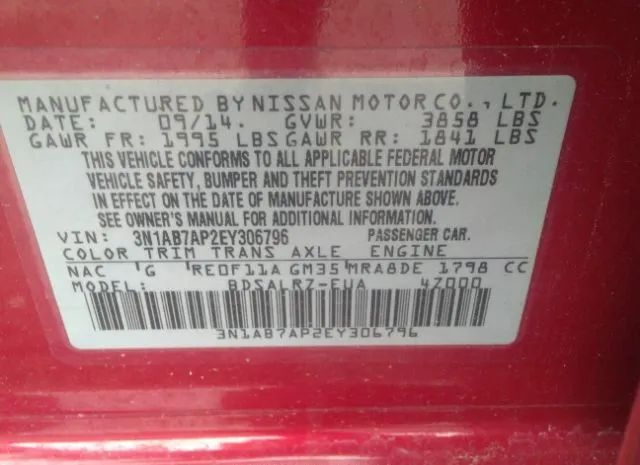 MANUFACTURED BY NISSAN MOTOR CO., LTD.
DATE: 09/14. GVWR: 3858 LBS
GAWR FR: 1995 LBS GAWR RR: 1841 LBS
THIS VEHICLE CONFORMS TO ALL APPLICABLE FEDERAL MOTOR
VEHICLE SAFETY, BUMPER AND THEFT PREVENTION STANDARDS
IN EFFECT ON THE DATE OF MANUFACTURE SHOWN ABOVE.
SEE OWNER'S MANUAL FOR ADDITIONAL INFORMATION.
VIN: 3N1AB7AP2EY306796 PASSENGER CAR.
COLOR TRIM TRANS AXLE ENGINE
NAC G RE0F11A GM35 MRA8DE 1798 CC
MODEL: BDSALRZ-EUA 4Z000
3N1AB7AP2EY306796